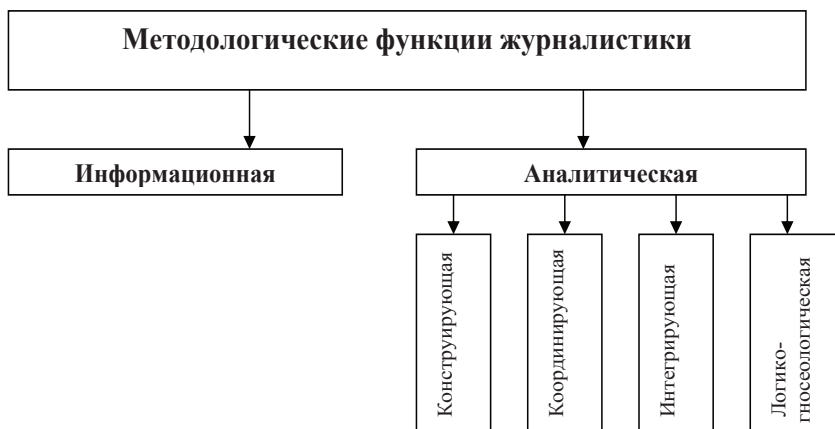 Методологические функции журналистики
Информационная
Аналитическая
Конструирующая
Координирующая
Интегрирующая
Логико-
гносеологическая